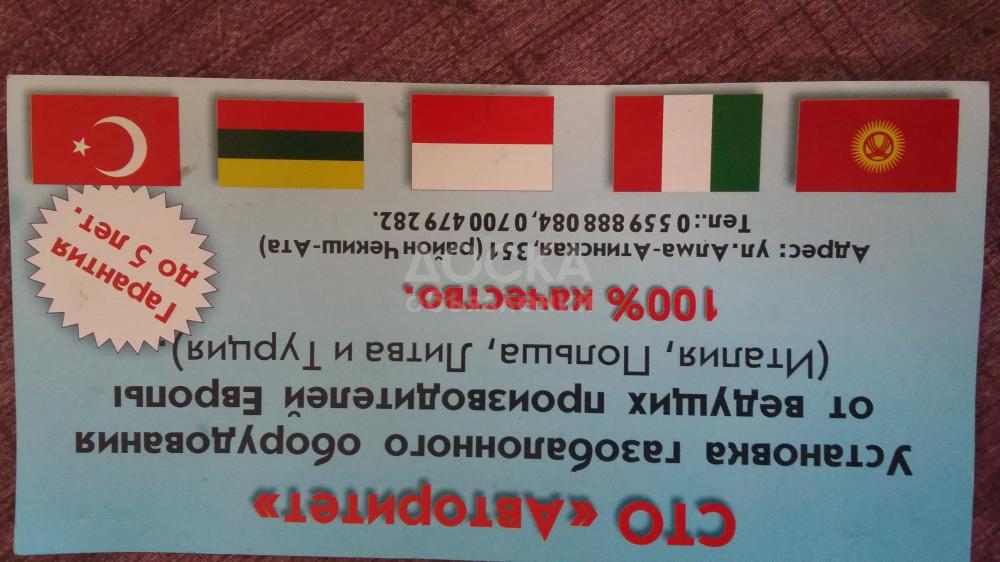 СТО «Авторитет»
Установка газобалонного оборудования
от ведущих производителей Европы
(Италия, Польша, Литва и Турция).
100% качество.
Адрес: ул. Алма-Атинская, 351 (район Чекиш-Ата)
Тел.: 0 559 888 084, 0 700 479 282.
Гарантия
до 5 лет.
ДОСКА